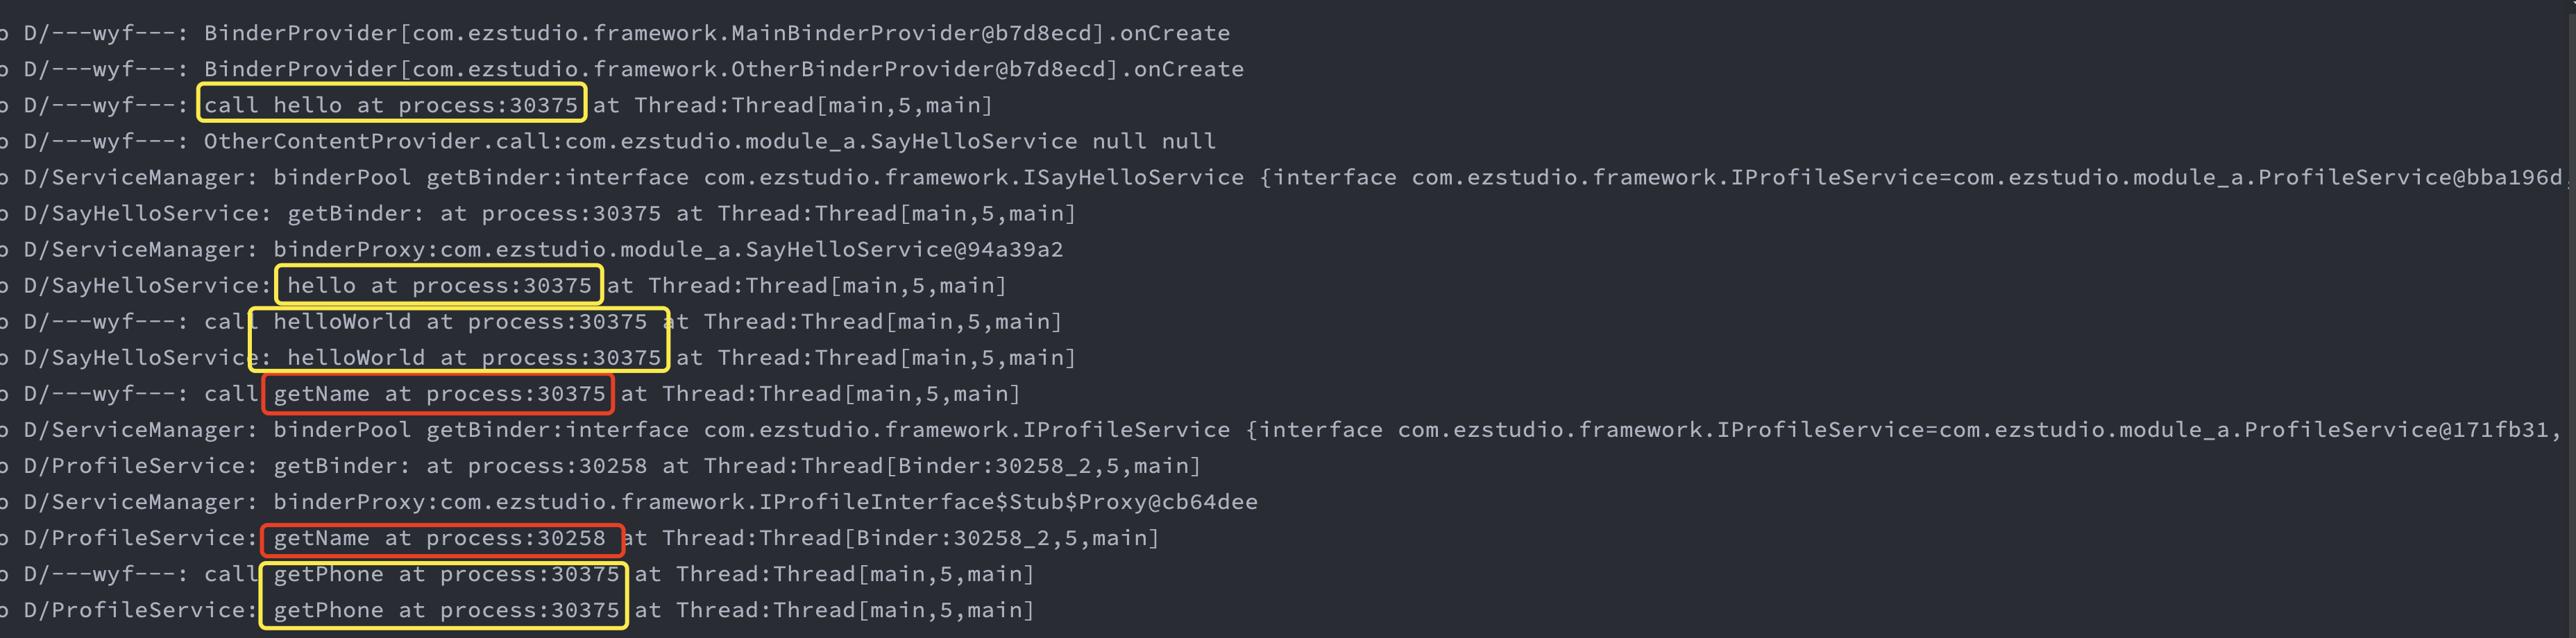 o D/---wyf---: BinderProvider[com.ezstudio.framework.MainBinderProvider@b7d8ecd].onCreate
o D/---wyf---: BinderProvider[com.ezstudio.framework.OtherBinderProvider@b7d8ecd].onCreate
o D/---wyf---: call hello at process:30375 at Thread:Thread[main,5,main]
o D/---wyf---: OtherContentProvider.call:com.ezstudio.module_a.SayHelloService null null
o D/ServiceManager: binderPool getBinder:interface com.ezstudio.framework.ISayHelloService {interface com.ezstudio.framework.IProfileService=com.ezstudio.module_a.ProfileService@bba196d,
o D/SayHelloService: getBinder: at process:30375 at Thread:Thread[main,5,main]
o D/ServiceManager: binderProxy:com.ezstudio.module_a.SayHelloService@94a39a2
o D/SayHelloService: hello at process:30375 at Thread:Thread[main,5,main]
o D/---wyf---: call helloWorld at process:30375 at Thread:Thread[main,5,main]
o D/SayHelloService: helloWorld at process:30375 at Thread:Thread[main,5,main]
o D/---wyf---: call getName at process:30375 at Thread:Thread[main,5,main]
o D/ServiceManager: binderPool getBinder:interface com.ezstudio.framework.IProfileService {interface com.ezstudio.framework.IProfileService=com.ezstudio.module_a.ProfileService@171fb31,
o D/ProfileService: getBinder: at process:30258 at Thread:Thread[Binder:30258_2,5,main]
o D/ServiceManager: binderProxy:com.ezstudio.framework.IProfileInterface$Stub$Proxy@cb64dee
o D/ProfileService: getName at process:30258 at Thread:Thread[Binder:30258_2,5,main]
o D/---wyf---: call getPhone at process:30375 at Thread:Thread[main,5,main]
o D/ProfileService: getPhone at process:30375 at Thread:Thread[main,5,main]